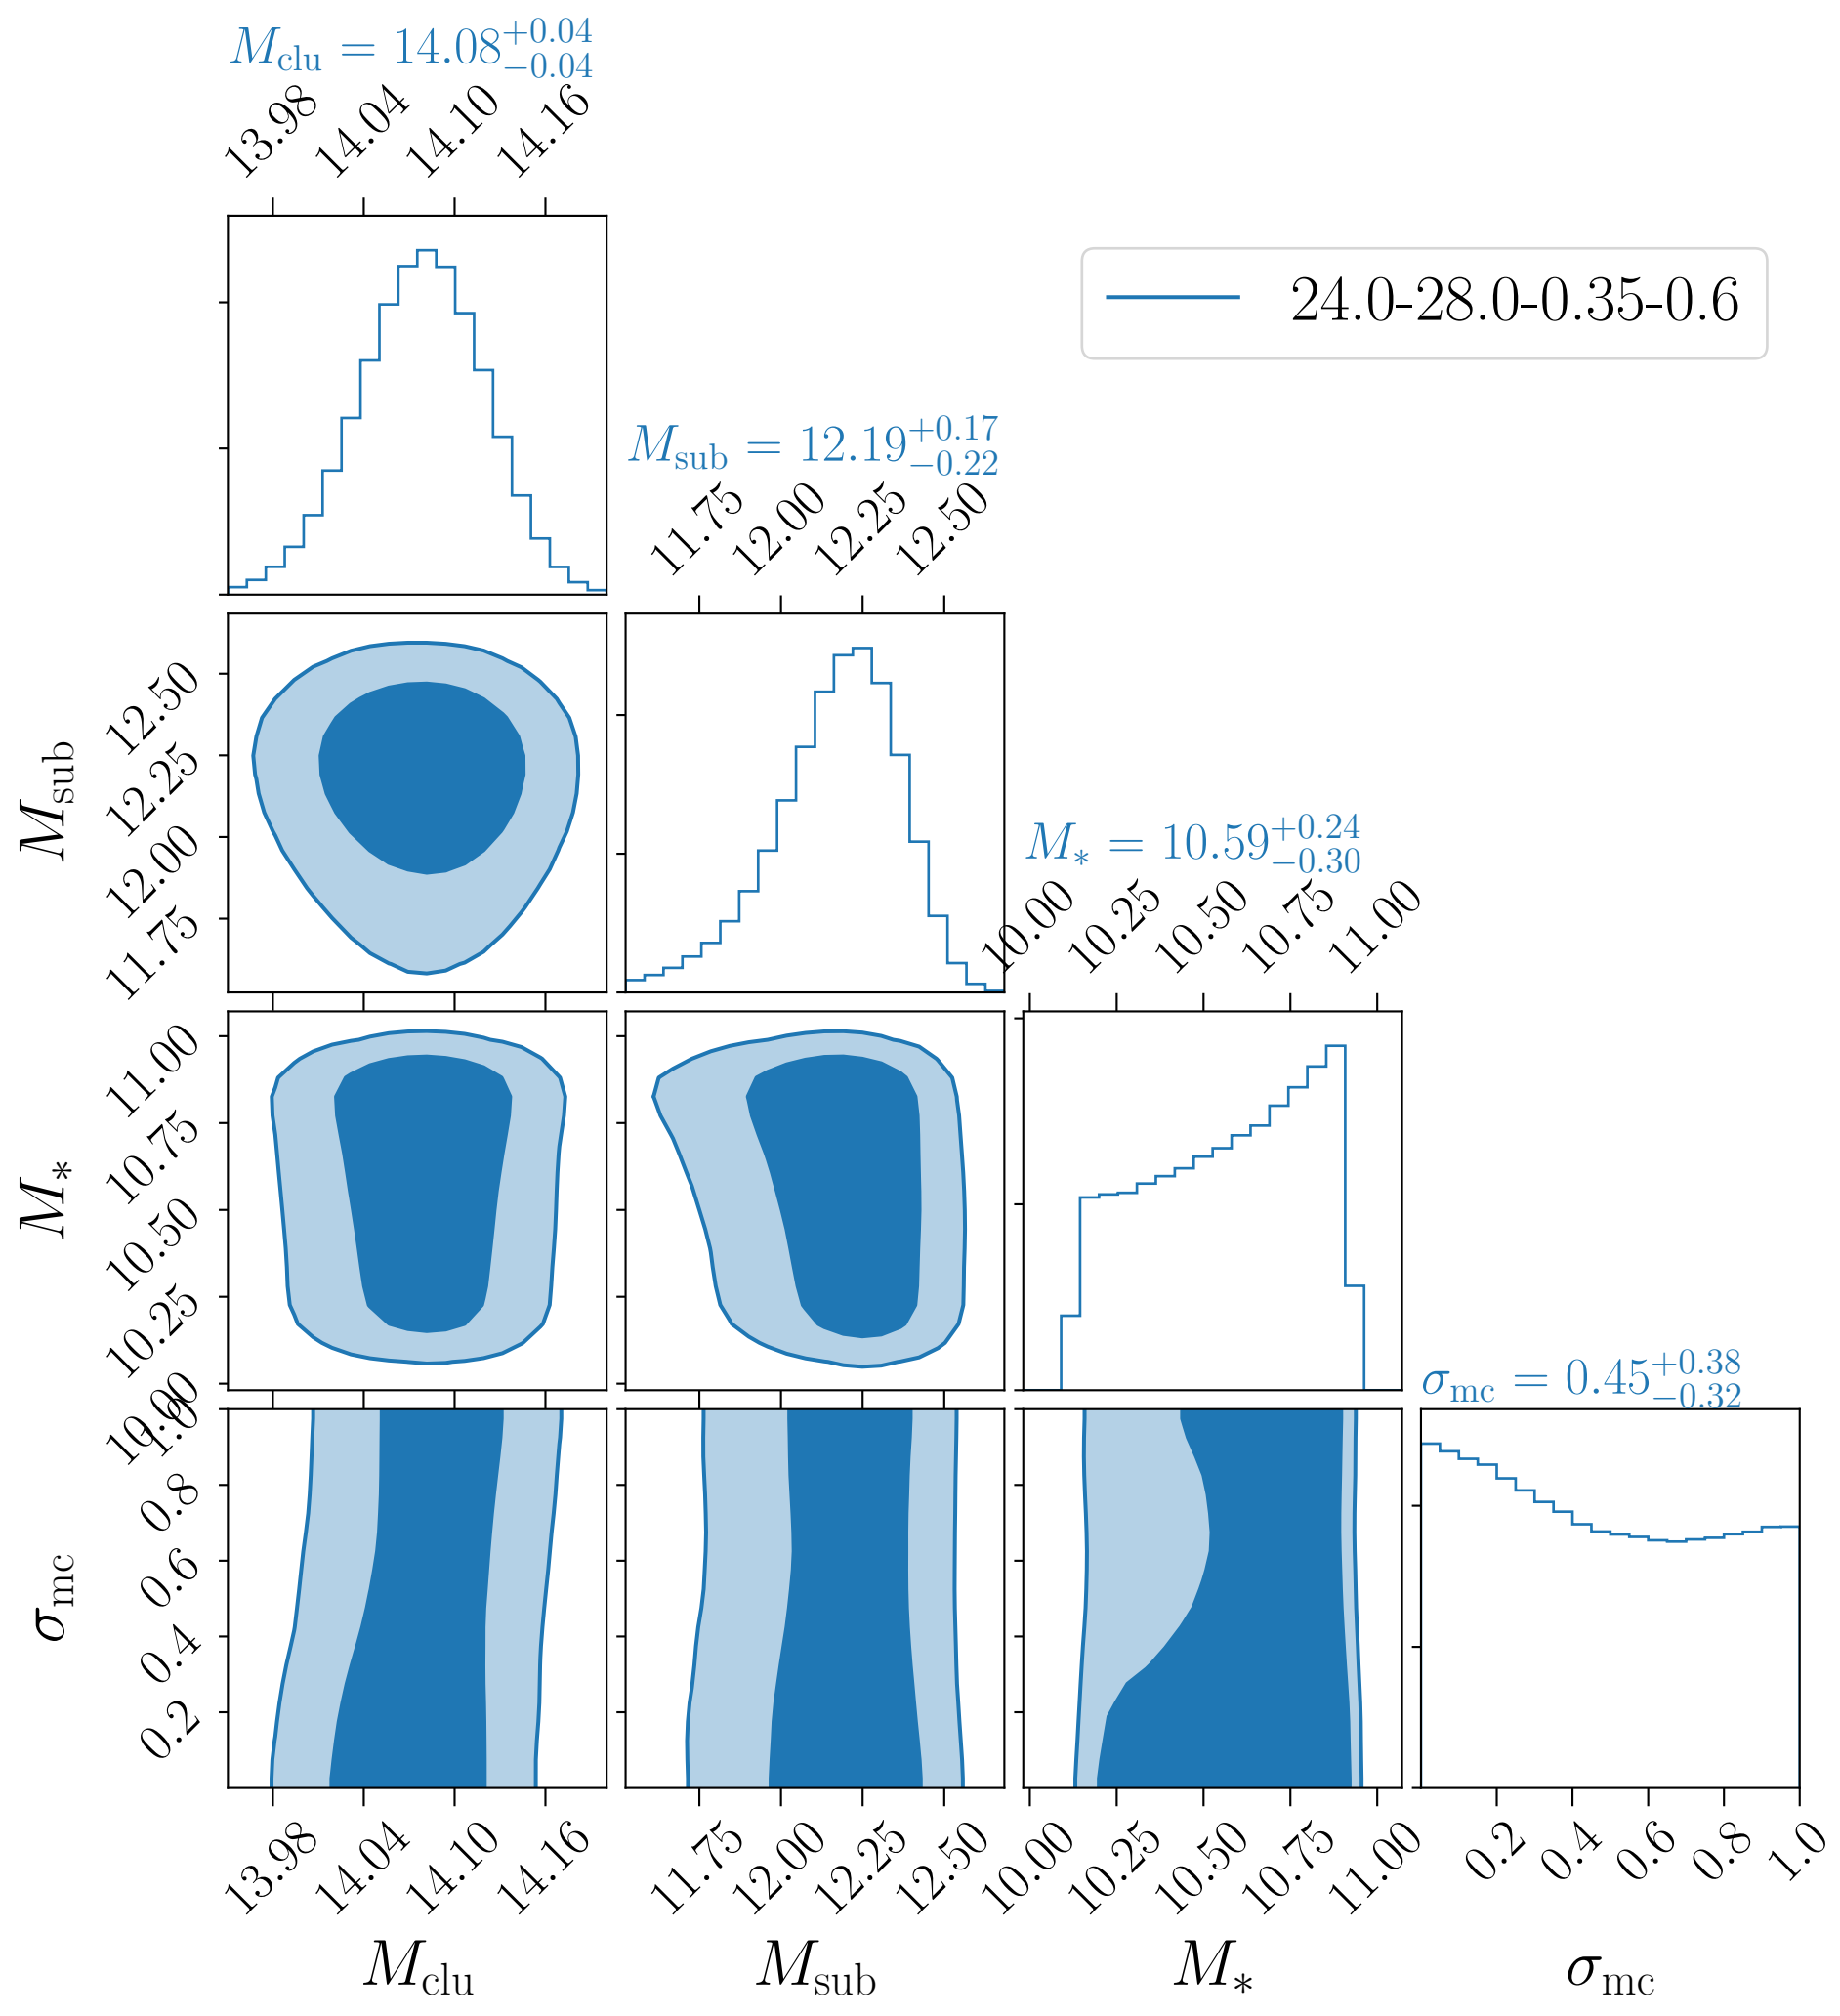 M_clu = 14.08^{+0.04}_{-0.04}
13.98 14.04 14.10 14.16
24.0-28.0-0.35-0.6
M_sub = 12.19^{+0.17}_{-0.22}
11.75 12.00 12.25 12.50
M_sub
12.50
12.25
12.00
11.75
M_* = 10.59^{+0.24}_{-0.30}
10.00 10.25 10.50 10.75 11.00
M_*
11.00
10.75
10.50
10.25
10.00
σ_mc = 0.45^{+0.38}_{-0.32}
σ_mc
1.0
0.8
0.6
0.4
0.2
13.98 14.04 14.10 14.16 11.75 12.00 12.25 12.50 10.00 10.25 10.50 10.75 11.00 0.2 0.4 0.6 0.8 1.0
M_clu M_sub M_* σ_mc